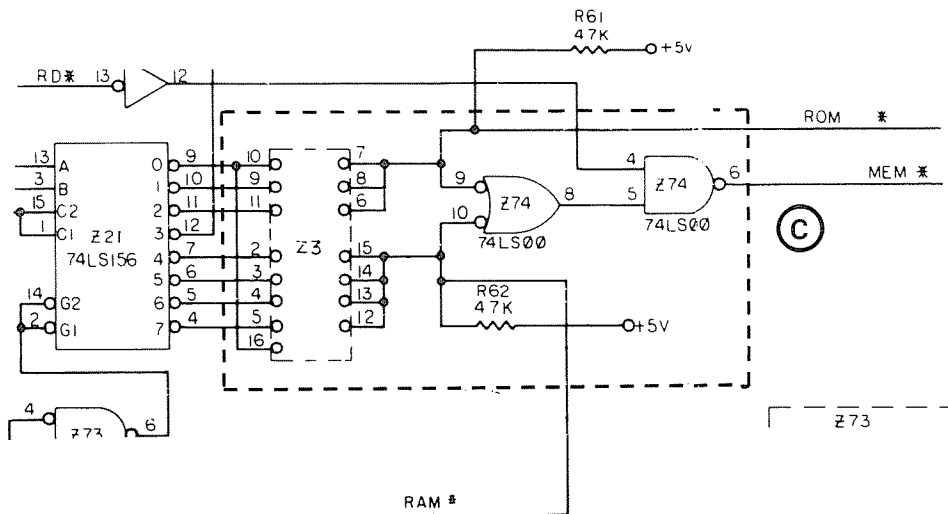 R61
47K
+5v
RD* 13 12
ROM *
9 10 7
13 A 0
3 B 10 9 8 4
1 9 Z74 6 MEM *
15 C2 11 11 6 Z74 8 5
2 10
1 C1 12 74LS00 74LS00 C
3
Z21 7 2 Z3 15
74LS156 4
6 3 14
5
14 G2 5 4 13 R62
6 47K
2 G1 4 5 12 +5V
7
16
4 6
Z73
Z73
RAM *